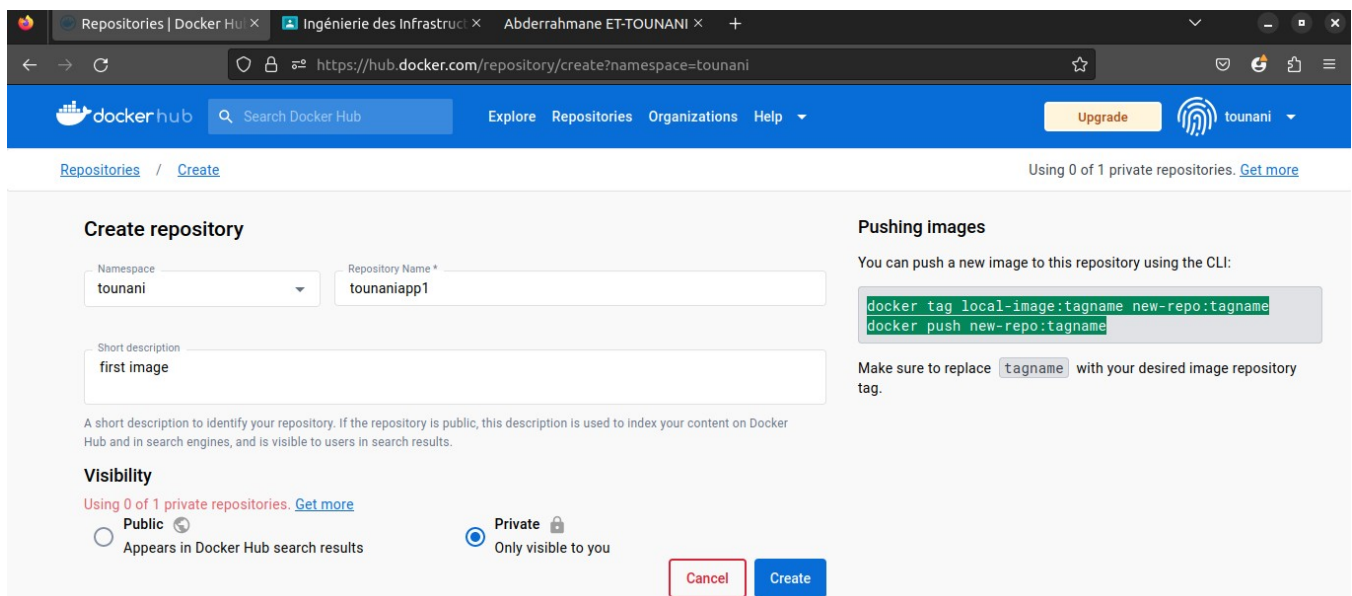 Repositories | Docker Hu
Ingénierie des Infrastruct
Abderrahmane ET-TOUNANI
https://hub.docker.com/repository/create?namespace=tounani
dockerhub
Search Docker Hub
Explore Repositories Organizations Help
Upgrade
tounani
Repositories / Create
Using 0 of 1 private repositories. Get more
Create repository
Namespace
tounani
Repository Name *
tounaniapp1
Short description
first image
A short description to identify your repository. If the repository is public, this description is used to index your content on Docker
Hub and in search engines, and is visible to users in search results.
Visibility
Using 0 of 1 private repositories. Get more
Public
Appears in Docker Hub search results
Private
Only visible to you
Cancel
Create
Pushing images
You can push a new image to this repository using the CLI:
docker tag local-image:tagname new-repo:tagname
docker push new-repo:tagname
Make sure to replace tagname with your desired image repository
tag.